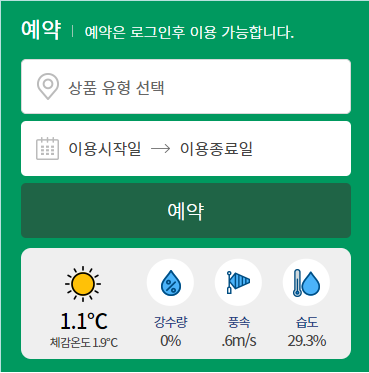 예약 | 예약은 로그인후 이용 가능합니다.
상품 유형 선택
이용시작일 → 이용종료일
예약
1.1℃
체감온도 1.9℃
강수량
0%
풍속
.6m/s
습도
29.3%